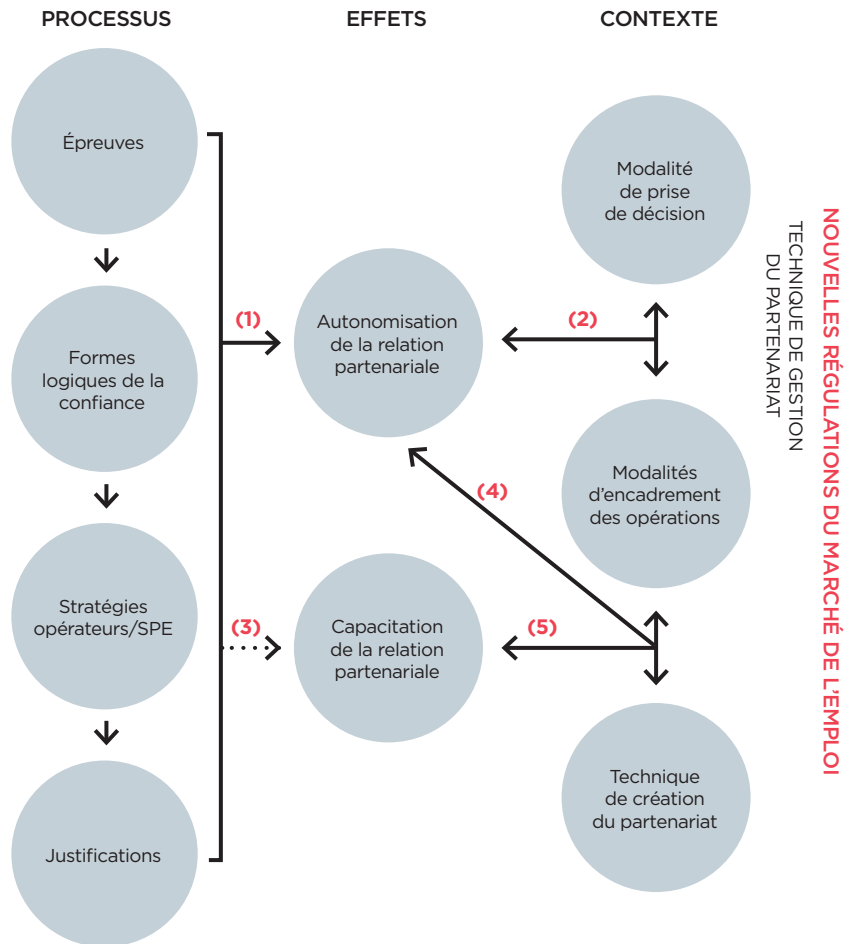 PROCESSUS
EFFETS
CONTEXTE
Épreuves
Formes
logiques de la
confiance
Stratégies
opérateurs/SPE
Justifications
(1)
(3)
Autonomisation
de la relation
partenariale
Capacitation
de la relation
partenariale
(2)
(4)
(5)
Modalité
de prise
de décision
Modalités
d'encadrement
des opérations
Technique
de création
du partenariat
TECHNIQUE DE GESTION
DU PARTENARIAT
NOUVELLES RÉGULATIONS DU MARCHÉ DE L'EMPLOI